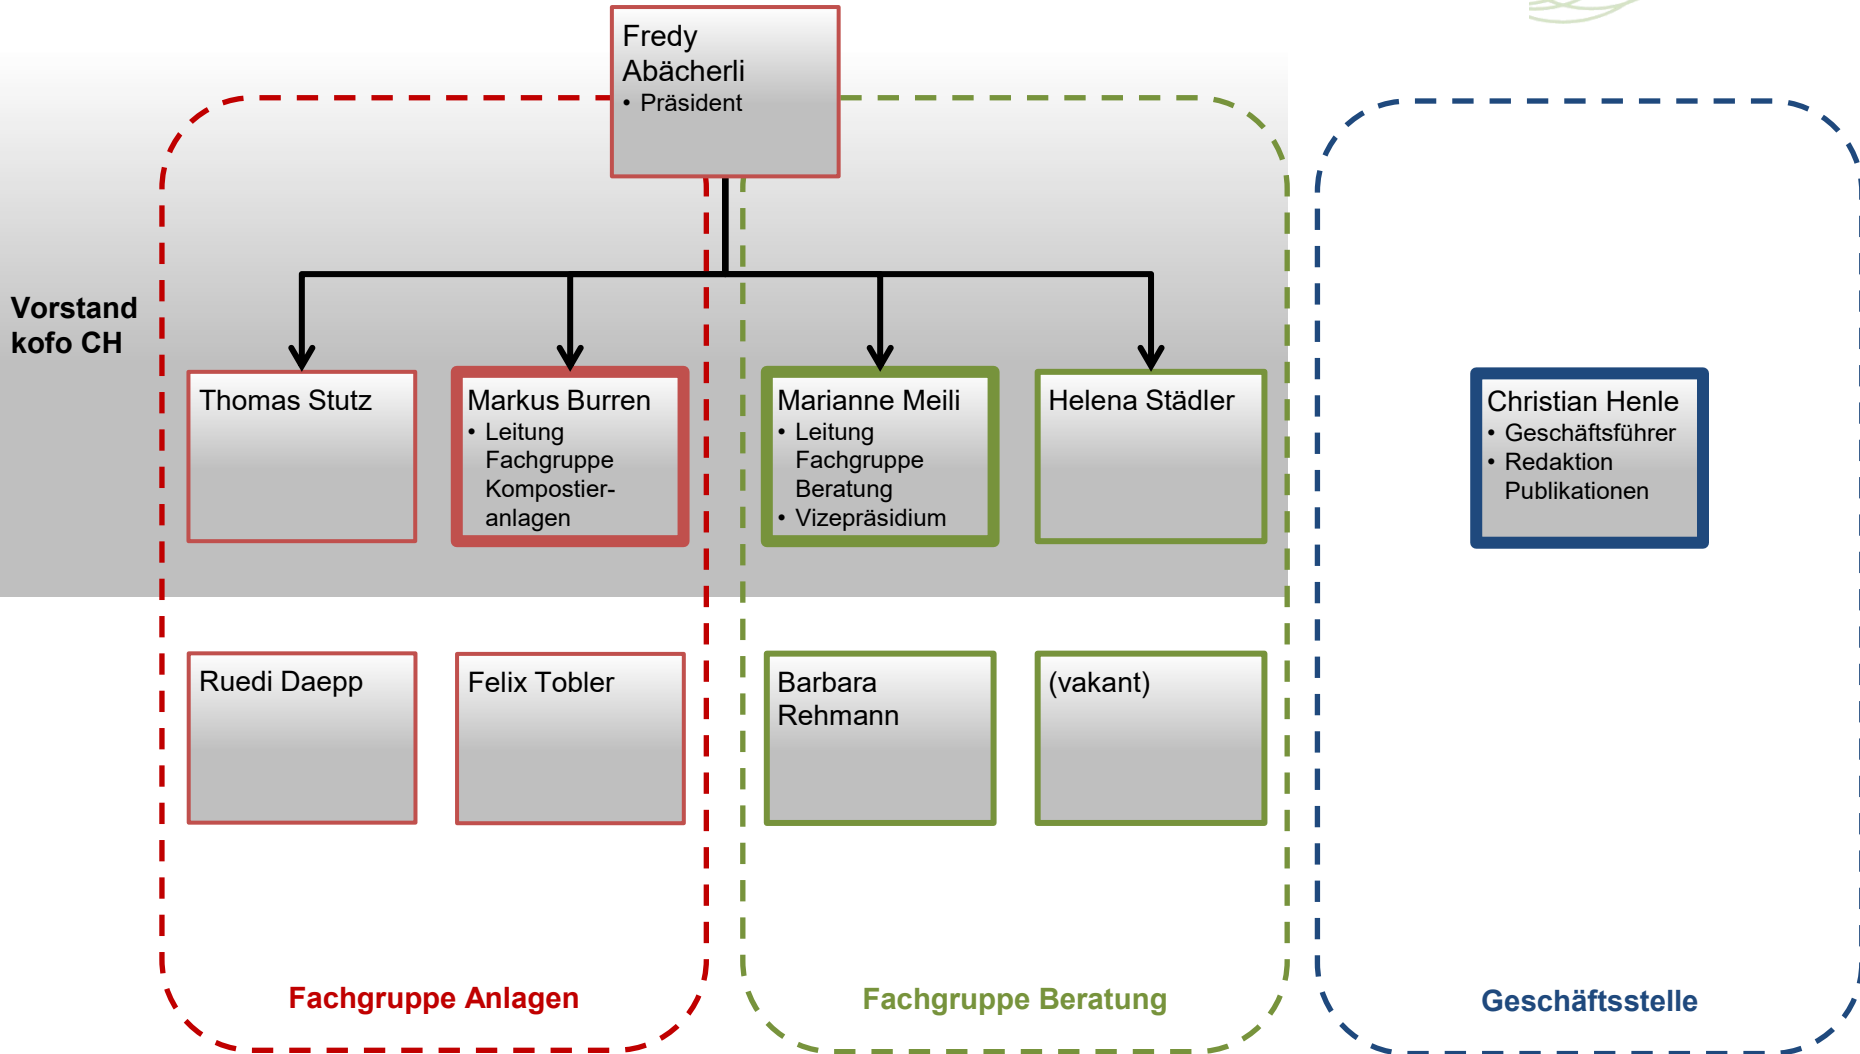 Fredy
Abächerli
• Präsident
Vorstand
kofo CH
Thomas Stutz
Markus Burren
• Leitung
Fachgruppe
Kompostier-
anlagen
Marianne Meili
• Leitung
Fachgruppe
Beratung
• Vizepräsidium
Helena Städler
Christian Henle
• Geschäftsführer
• Redaktion
Publikationen
Ruedi Daepp
Felix Tobler
Barbara
Rehmann
(vakant)
Fachgruppe Anlagen
Fachgruppe Beratung
Geschäftsstelle